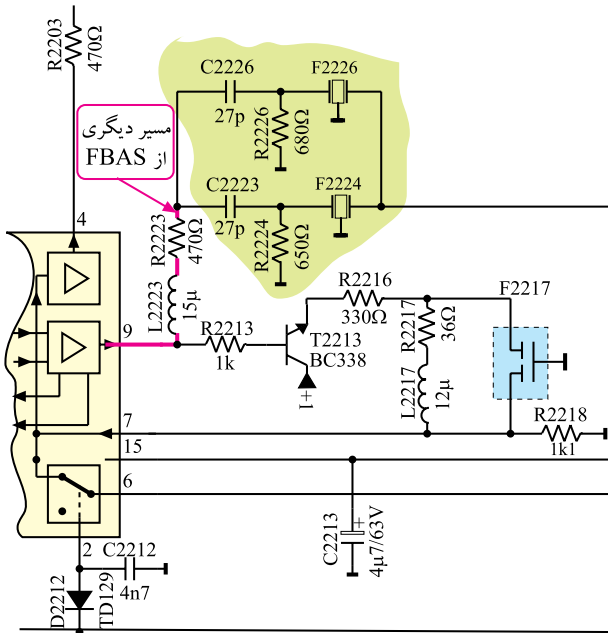 R2203
470Ω
C2226
27p
F2226
R2226
680Ω
مسیر دیگری
از FBAS
C2223
27p
F2224
R2224
650Ω
R2223
470Ω
4
L2223
15µ
9
R2213
1k
T2213
BC338
+1
R2216
330Ω
R2217
36Ω
L2217
12µ
F2217
R2218
1k1
7
15
6
2
C2212
4n7
D2212
TD129
C2213
+
4µ7/63V